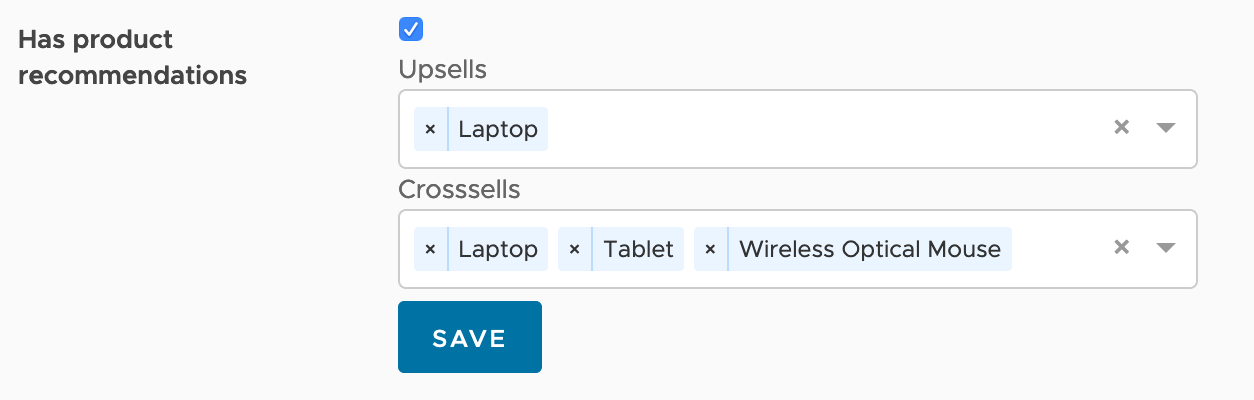 Has product
recommendations
Upsells
× Laptop ×
Crosssells
× Laptop × Tablet × Wireless Optical Mouse ×
SAVE